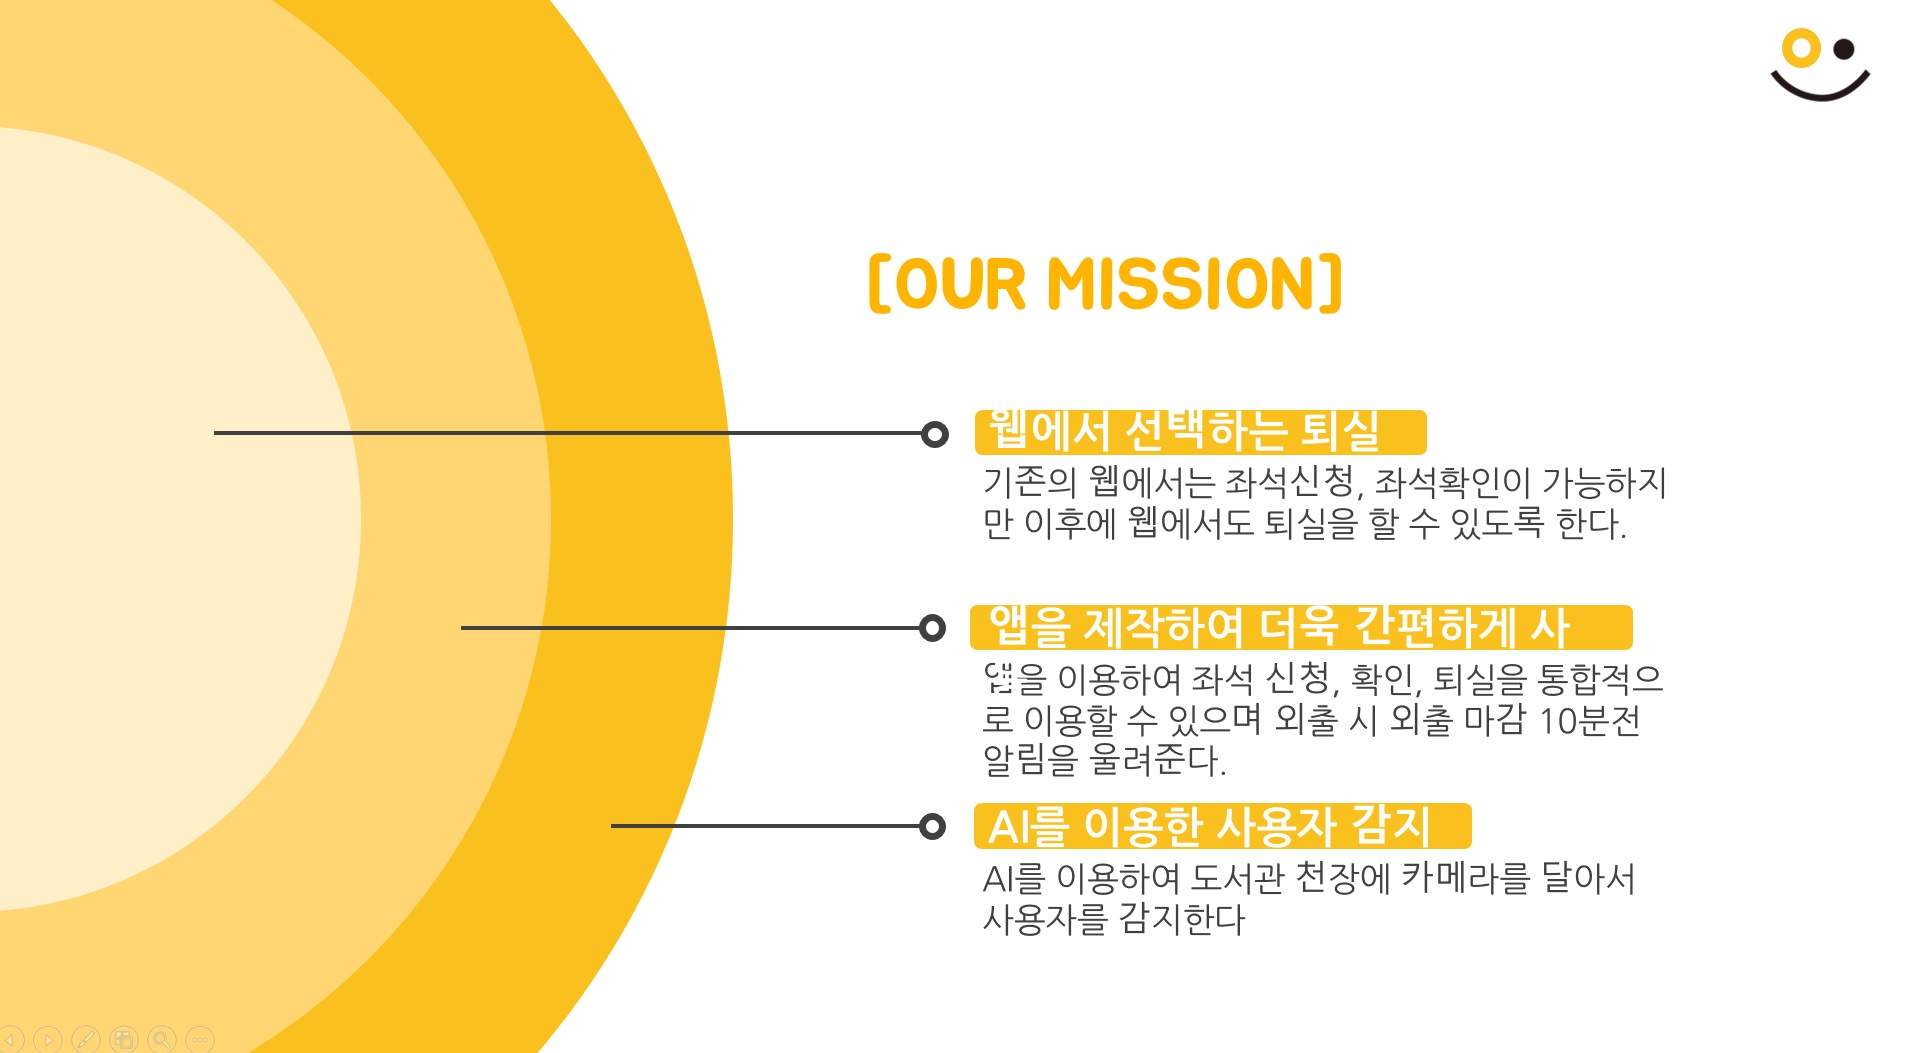 [OUR MISSION]
웹에서 선택하는 퇴실
기존의 웹에서는 좌석신청, 좌석확인이 가능하지
만 이후에 웹에서도 퇴실을 할 수 있도록 한다.
앱을 제작하여 더욱 간편하게 사
앱을 이용하여 좌석 신청, 확인, 퇴실을 통합적으
로 이용할 수 있으며 외출 시 외출 마감 10분전
알림을 울려준다.
AI를 이용한 사용자 감지
AI를 이용하여 도서관 천장에 카메라를 달아서
사용자를 감지한다